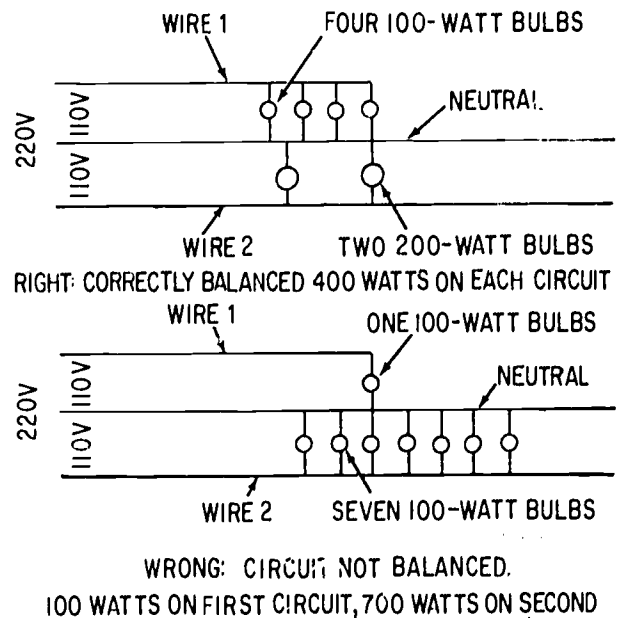 WIRE 1
FOUR 100-WATT BULBS
NEUTRAL
220V
110V
110V
WIRE 2
TWO 200-WATT BULBS
RIGHT: CORRECTLY BALANCED 400 WATTS ON EACH CIRCUIT
WIRE 1
ONE 100-WATT BULBS
NEUTRAL
220V
110V
110V
WIRE 2
SEVEN 100-WATT BULBS
WRONG: CIRCUIT NOT BALANCED.
100 WATTS ON FIRST CIRCUIT, 700 WATTS ON SECOND